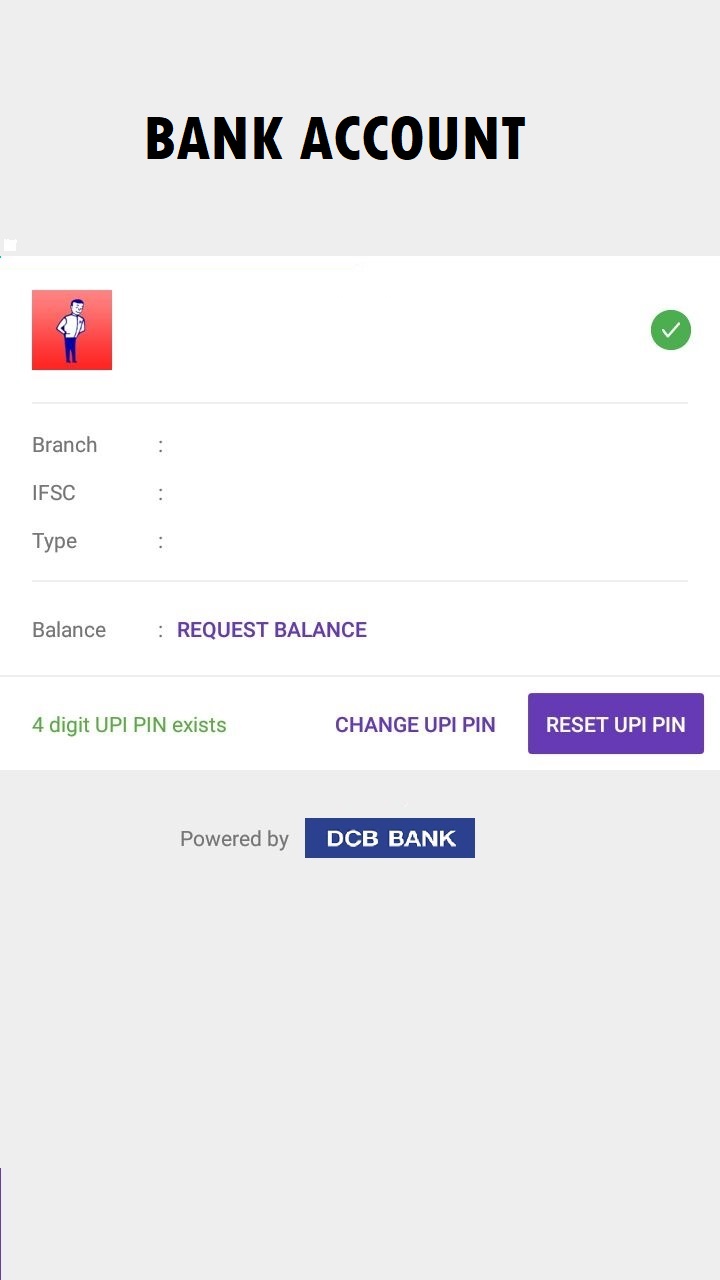 BANK ACCOUNT
Branch :
IFSC :
Type :
Balance : REQUEST BALANCE
4 digit UPI PIN exists CHANGE UPI PIN RESET UPI PIN
Powered by DCB BANK